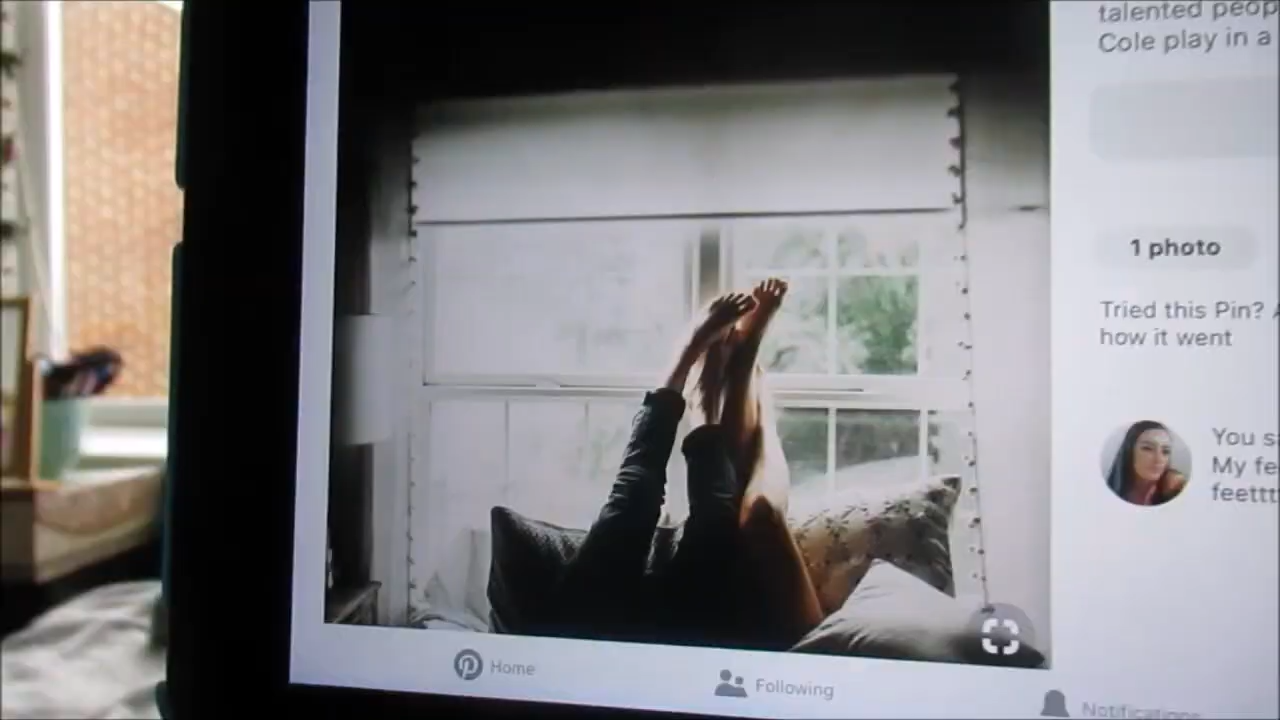 talented peop
Cole play in a
1 photo
Tried this Pin?
how it went
You s
My fe
feettt
Home
Following
Notifications